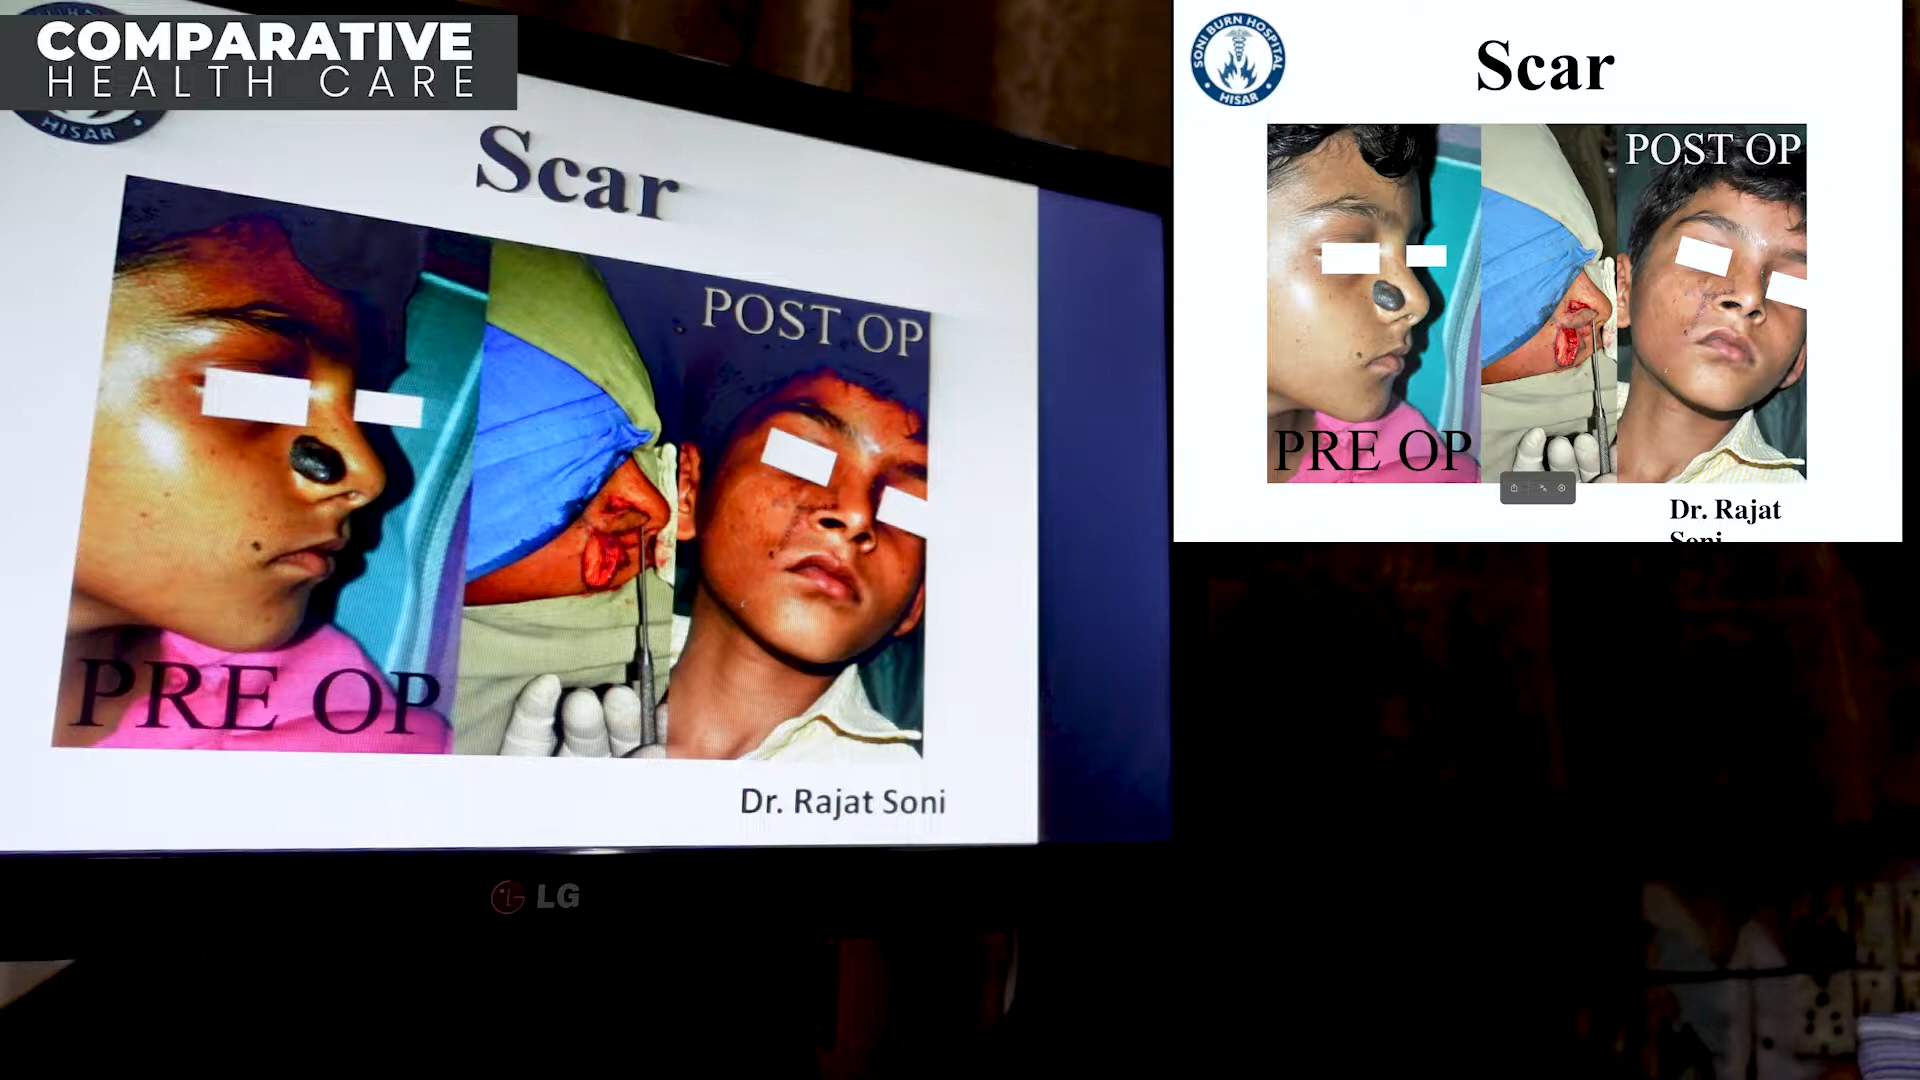 COMPARATIVE
HEALTH CARE
HISAR
Scar
POST OP
PRE OP
Dr. Rajat Soni
LG
SONI BURN HOSPITAL
HISAR
Scar
POST OP
PRE OP
Dr. Rajat
Soni